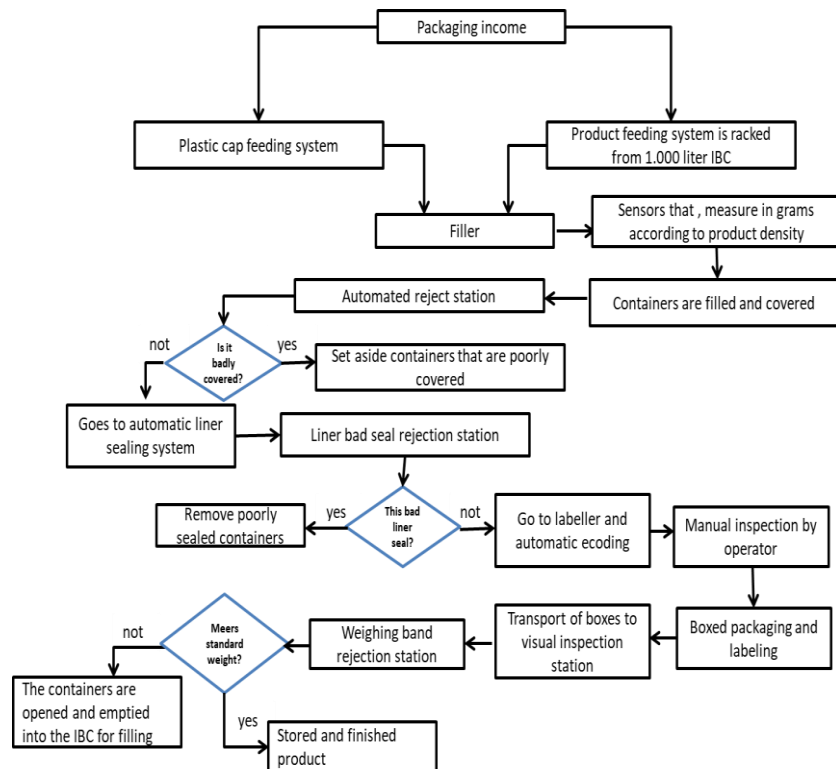 Packaging income
Plastic cap feeding system
Product feeding system is racked
from 1.000 liter IBC
Filler
Sensors that , measure in grams
according to product density
Automated reject station
Containers are filled and covered
not
Is it
badly
covered?
yes
Set aside containers that are poorly
covered
Goes to automatic liner
sealing system
Liner bad seal rejection station
Remove poorly
sealed containers
yes
This bad
liner
seal?
not
Go to labeller and
automatic ecoding
Manual inspection by
operator
not
Meers
standard
weight?
Weighing band
rejection station
Transport of boxes to
visual inspection
station
Boxed packaging and
labeling
The containers are
opened and emptied
into the IBC for filling
yes
Stored and finished
product